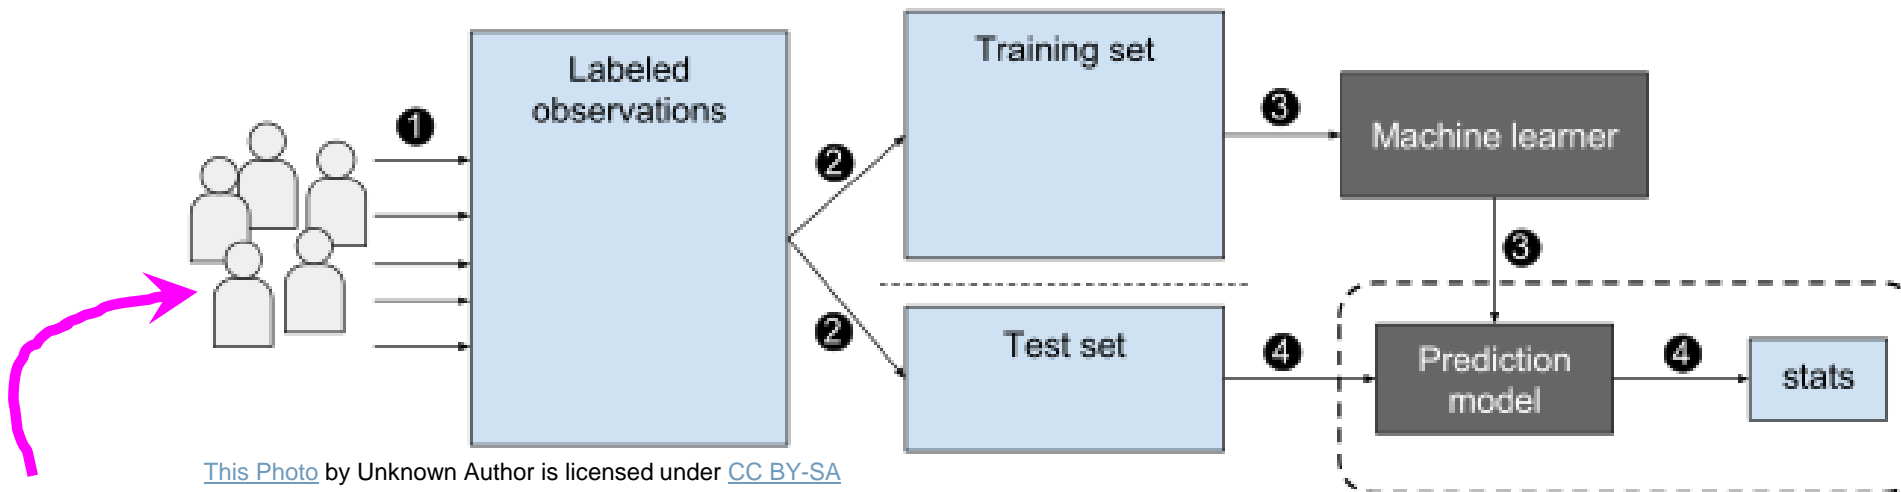 Labeled
observations
Training set
Machine learner
Test set
Prediction
model
stats
1
2
2
3
3
4
4
This Photo by Unknown Author is licensed under CC BY-SA